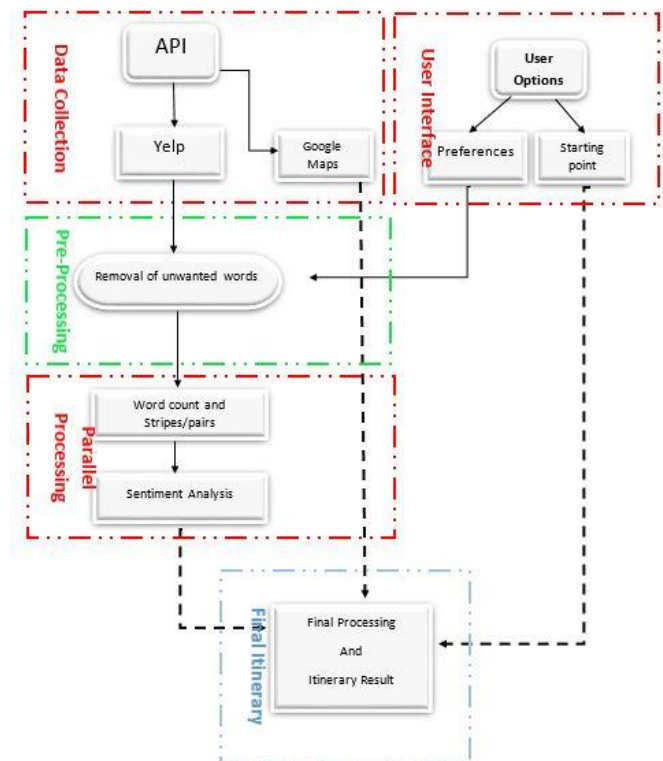 Data Collection
API
Yelp
Google
Maps
User Interface
User
Options
Preferences
Starting
point
Pre-Processing
Removal of unwanted words
Parallel
Processing
Word count and
Stripes/pairs
Sentiment Analysis
Final Itinerary
Final Processing
And
Itinerary Result